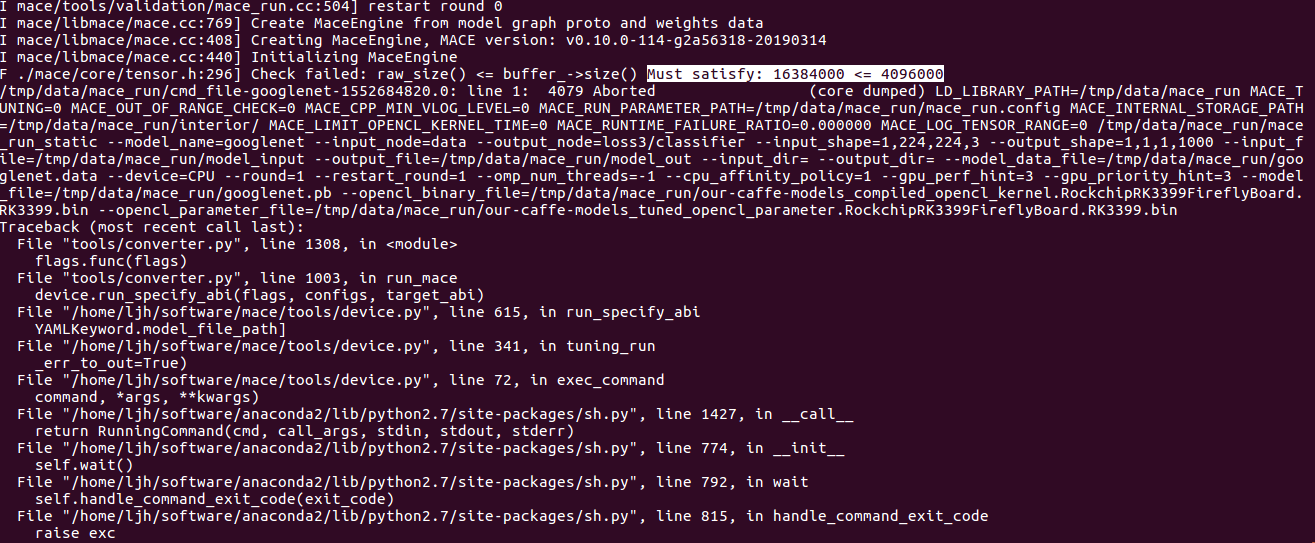 I mace/tools/validation/mace_run.cc:504] restart round 0
I mace/libmace/mace.cc:769] Create MaceEngine from model graph proto and weights data
I mace/libmace/mace.cc:408] Creating MaceEngine, MACE version: v0.10.0-114-g2a56318-20190314
I mace/libmace/mace.cc:440] Initializing MaceEngine
F ./mace/core/tensor.h:296] Check failed: raw_size() <= buffer_->size() Must satisfy: 16384000 <= 4096000
/tmp/data/mace_run/cmd_file-googlenet-1552684820.0: line 1:  4079 Aborted                 (core dumped) LD_LIBRARY_PATH=/tmp/data/mace_run MACE_T
UNING=0 MACE_OUT_OF_RANGE_CHECK=0 MACE_CPP_MIN_VLOG_LEVEL=0 MACE_RUN_PARAMETER_PATH=/tmp/data/mace_run/mace_run.config MACE_INTERNAL_STORAGE_PATH
=/tmp/data/mace_run/interior/ MACE_LIMIT_OPENCL_KERNEL_TIME=0 MACE_RUNTIME_FAILURE_RATIO=0.000000 MACE_LOG_TENSOR_RANGE=0 /tmp/data/mace_run/mace
_run_static --model_name=googlenet --input_node=data --output_node=loss3/classifier --input_shape=1,224,224,3 --output_shape=1,1,1,1000 --input_f
ile=/tmp/data/mace_run/model_input --output_file=/tmp/data/mace_run/model_out --input_dir= --output_dir= --model_data_file=/tmp/data/mace_run/goo
glenet.data --device=CPU --round=1 --restart_round=1 --omp_num_threads=-1 --cpu_affinity_policy=1 --gpu_perf_hint=3 --gpu_priority_hint=3 --model
_file=/tmp/data/mace_run/googlenet.pb --opencl_binary_file=/tmp/data/mace_run/our-caffe-models_compiled_opencl_kernel.RockchipRK3399FireflyBoard.
RK3399.bin --opencl_parameter_file=/tmp/data/mace_run/our-caffe-models_tuned_opencl_parameter.RockchipRK3399FireflyBoard.RK3399.bin
Traceback (most recent call last):
  File "tools/converter.py", line 1308, in <module>
    flags.func(flags)
  File "tools/converter.py", line 1003, in run_mace
    device.run_specify_abi(flags, configs, target_abi)
  File "/home/ljh/software/mace/tools/device.py", line 615, in run_specify_abi
    YAMLKeyword.model_file_path]
  File "/home/ljh/software/mace/tools/device.py", line 341, in tuning_run
    _err_to_out=True)
  File "/home/ljh/software/mace/tools/device.py", line 72, in exec_command
    command, *args, **kwargs)
  File "/home/ljh/software/anaconda2/lib/python2.7/site-packages/sh.py", line 1427, in __call__
    return RunningCommand(cmd, call_args, stdin, stdout, stderr)
  File "/home/ljh/software/anaconda2/lib/python2.7/site-packages/sh.py", line 774, in __init__
    self.wait()
  File "/home/ljh/software/anaconda2/lib/python2.7/site-packages/sh.py", line 792, in wait
    self.handle_command_exit_code(exit_code)
  File "/home/ljh/software/anaconda2/lib/python2.7/site-packages/sh.py", line 815, in handle_command_exit_code
    raise exc